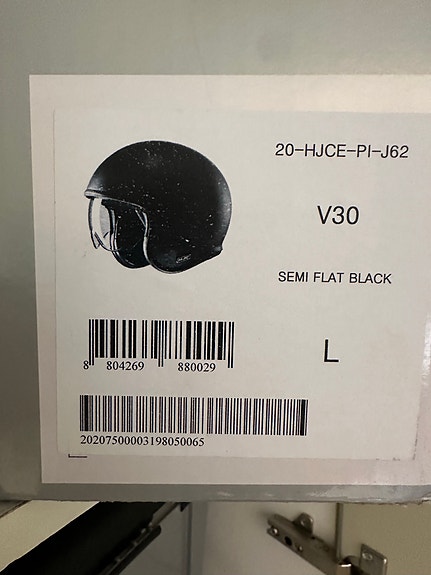 20-HJCE-PI-J62
V30
SEMI FLAT BLACK
L
8 804269 880029
20207500003198050065